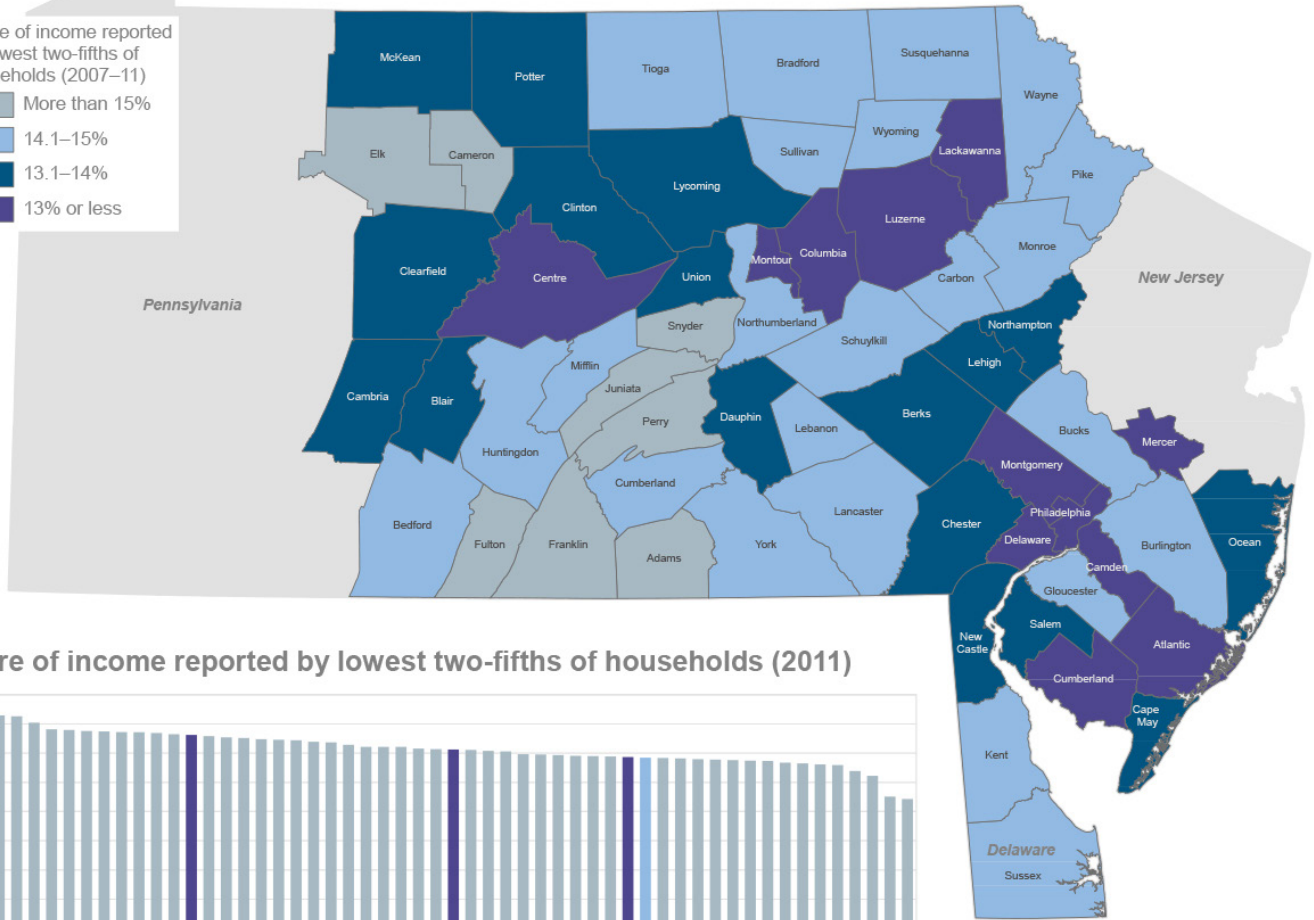 e of income reported
west two-fifths of
eholds (2007–11)
More than 15%
14.1–15%
13.1–14%
13% or less
McKean
Potter
Tioga
Bradford
Susquehanna
Wayne
Elk
Cameron
Sullivan
Wyoming
Lackawanna
Pike
Clinton
Lycoming
Luzerne
Monroe
Clearfield
Centre
Union
Montour
Columbia
Carbon
New Jersey
Pennsylvania
Snyder
Northumberland
Schuylkill
Northampton
Lehigh
Mifflin
Juniata
Cambria
Blair
Perry
Dauphin
Lebanon
Berks
Bucks
Mercer
Huntingdon
Cumberland
Montgomery
Bedford
Fulton
Franklin
Adams
York
Lancaster
Chester
Philadelphia
Delaware
Camden
Burlington
Ocean
Gloucester
Salem
New
Castle
Atlantic
Cumberland
Cape
May
Kent
Delaware
Sussex
re of income reported by lowest two-fifths of households (2011)